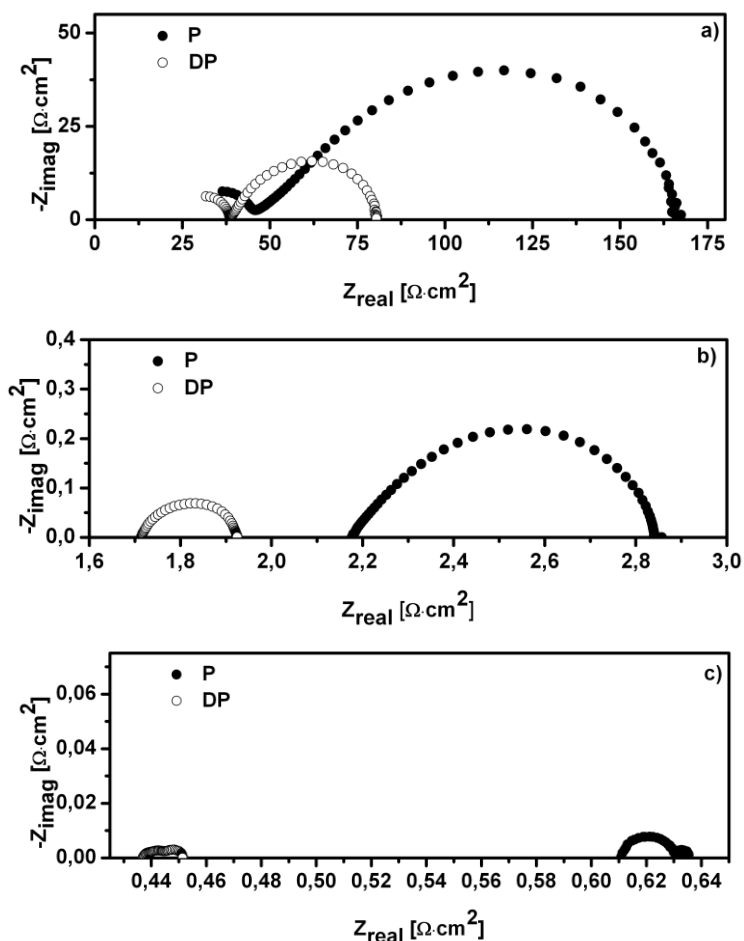 a)
P
DP
50
25
0
-Zimag [Ω·cm2]
0 25 50 75 100 125 150 175
Zreal [Ω·cm2]
b)
P
DP
0,4
0,3
0,2
0,1
0,0
-Zimag [Ω·cm2]
1,6 1,8 2,0 2,2 2,4 2,6 2,8 3,0
Zreal [Ω·cm2]
c)
P
DP
0,06
0,04
0,02
0,00
-Zimag [Ω·cm2]
0,44 0,46 0,48 0,50 0,52 0,54 0,56 0,58 0,60 0,62 0,64
Zreal [Ω·cm2]